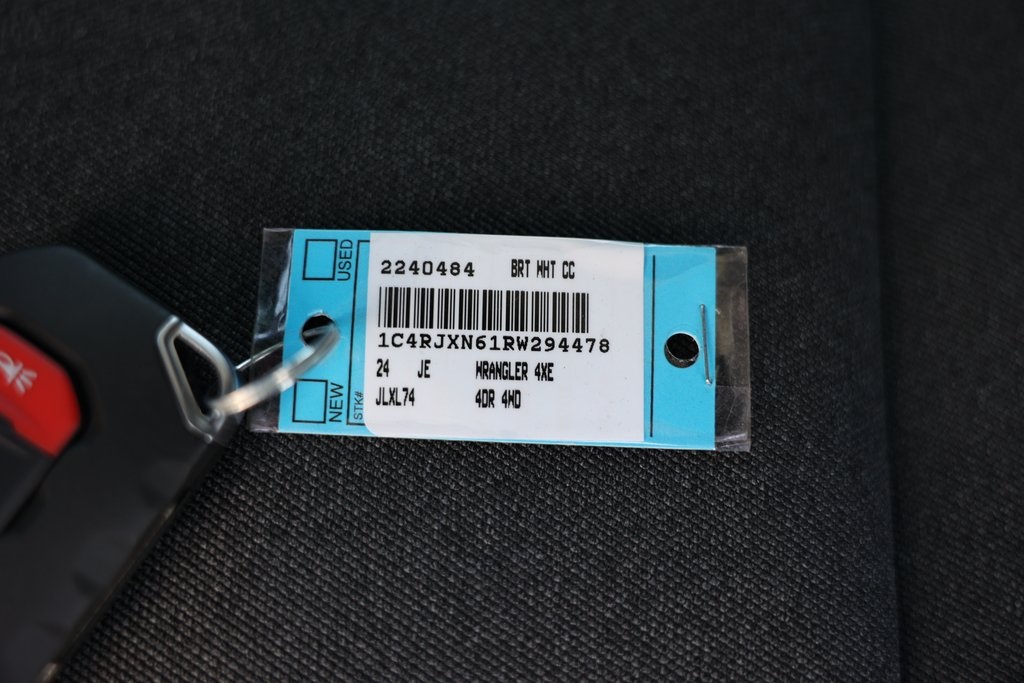 USED
NEW
STK#
2240484 BRT WHT CC
1C4RJXN61RW294478
24 JE WRANGLER 4XE
JLXL74 4DR 4WD